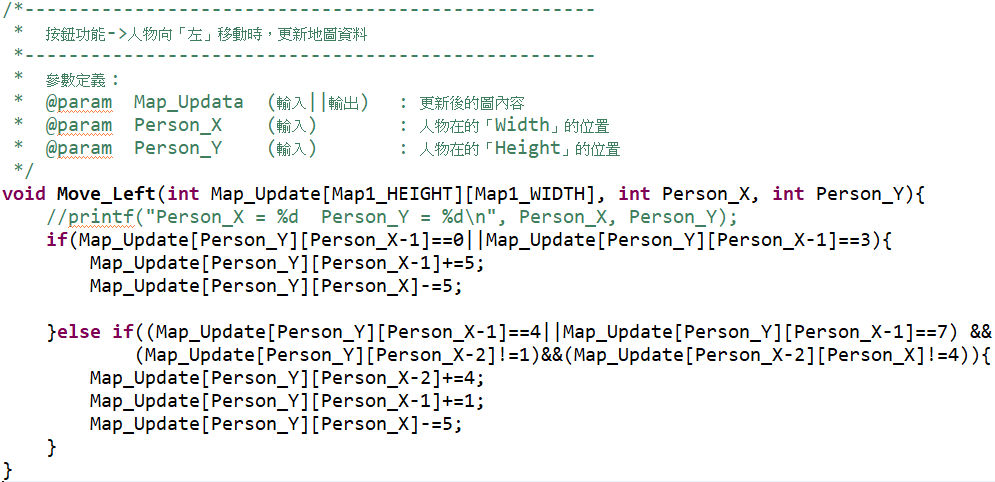 /*---------------------------------------------------
 *  按鈕功能->人物向「左」移動時，更新地圖資料
 *---------------------------------------------------
 *  參數定義：
 *  @param  Map_Updata  (輸入||輸出)  : 更新後的圖內容
 *  @param  Person_X    (輸入)        : 人物在的「Width」的位置
 *  @param  Person_Y    (輸入)        : 人物在的「Height」的位置
 */
void Move_Left(int Map_Update[Map1_HEIGHT][Map1_WIDTH], int Person_X, int Person_Y){
    //printf("Person_X = %d  Person_Y = %d\n", Person_X, Person_Y);
    if(Map_Update[Person_Y][Person_X-1]==0||Map_Update[Person_Y][Person_X-1]==3){
        Map_Update[Person_Y][Person_X-1]+=5;
        Map_Update[Person_Y][Person_X]-=5;

    }else if((Map_Update[Person_Y][Person_X-1]==4||Map_Update[Person_Y][Person_X-1]==7) &&
            (Map_Update[Person_Y][Person_X-2]!=1)&&(Map_Update[Person_X-2][Person_X]!=4)){
        Map_Update[Person_Y][Person_X-2]+=4;
        Map_Update[Person_Y][Person_X-1]+=1;
        Map_Update[Person_Y][Person_X]-=5;
    }
}